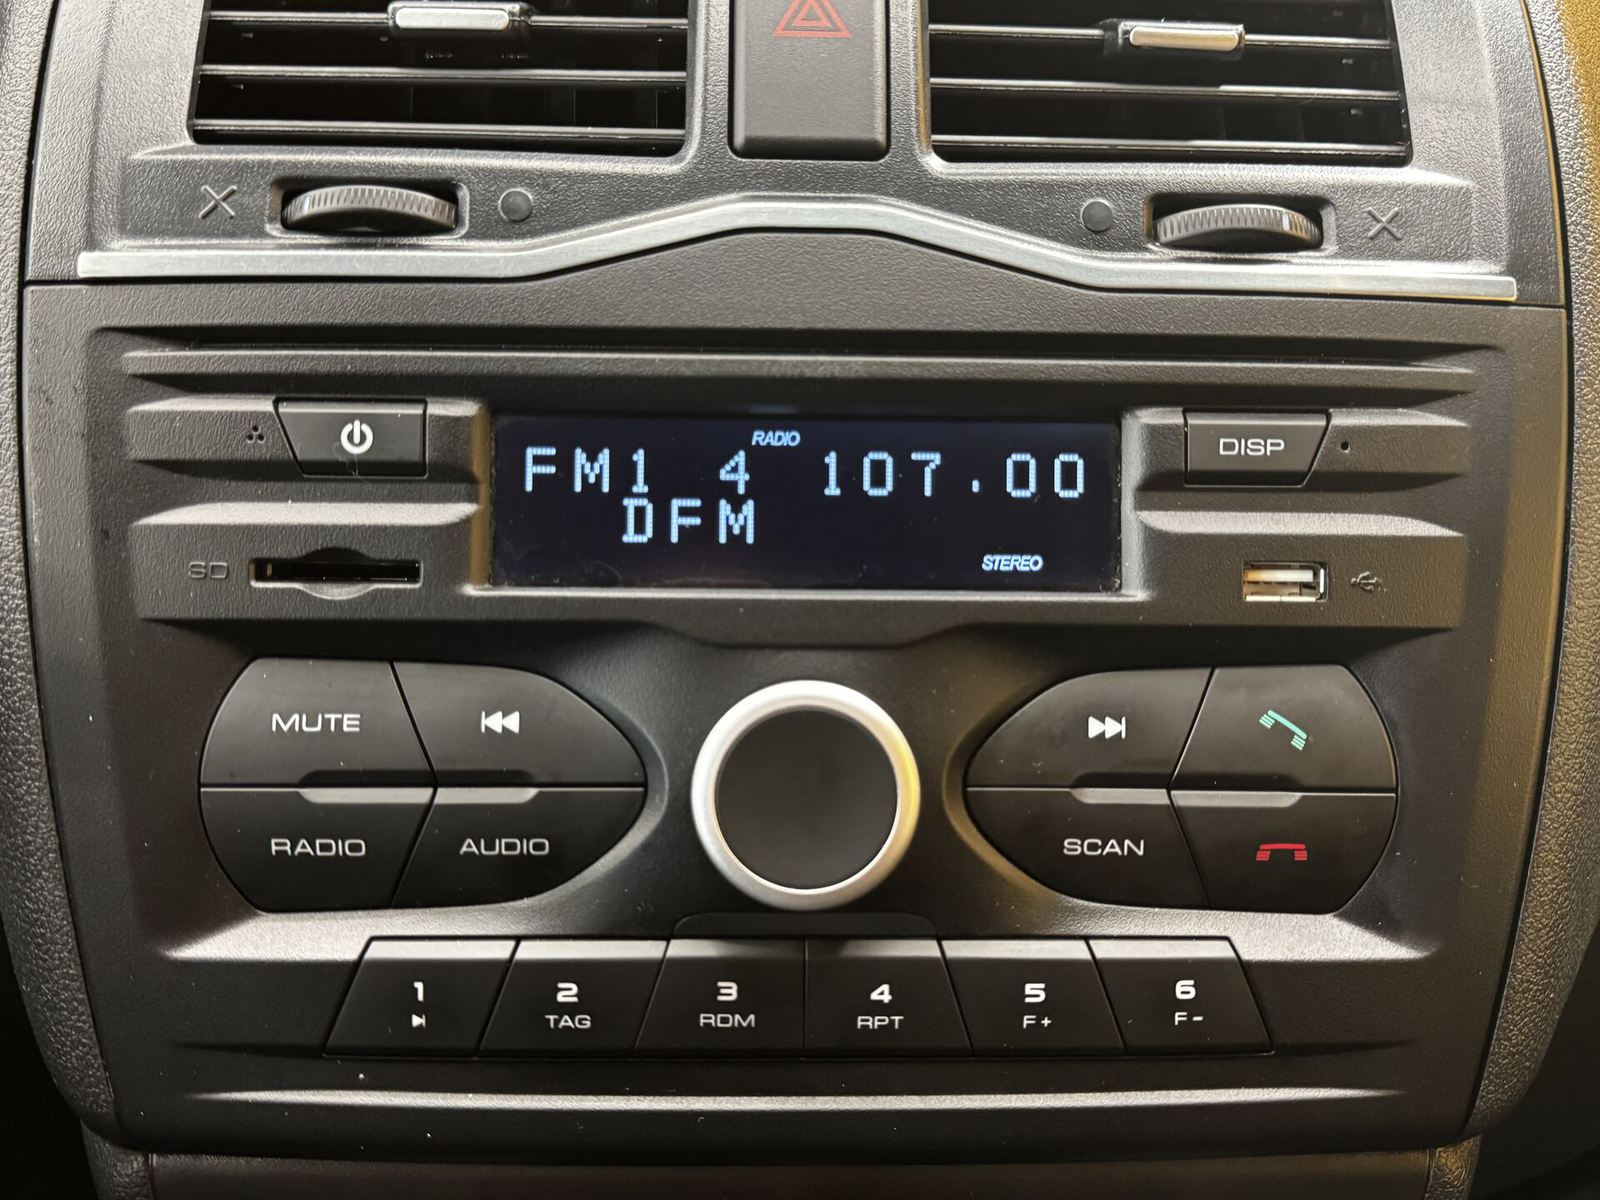 RADIO
FM1 4 107.00
DFM
STEREO
DISP
SD
MUTE
RADIO
AUDIO
SCAN
1
2
TAG
3
RDM
4
RPT
5
F+
6
F-